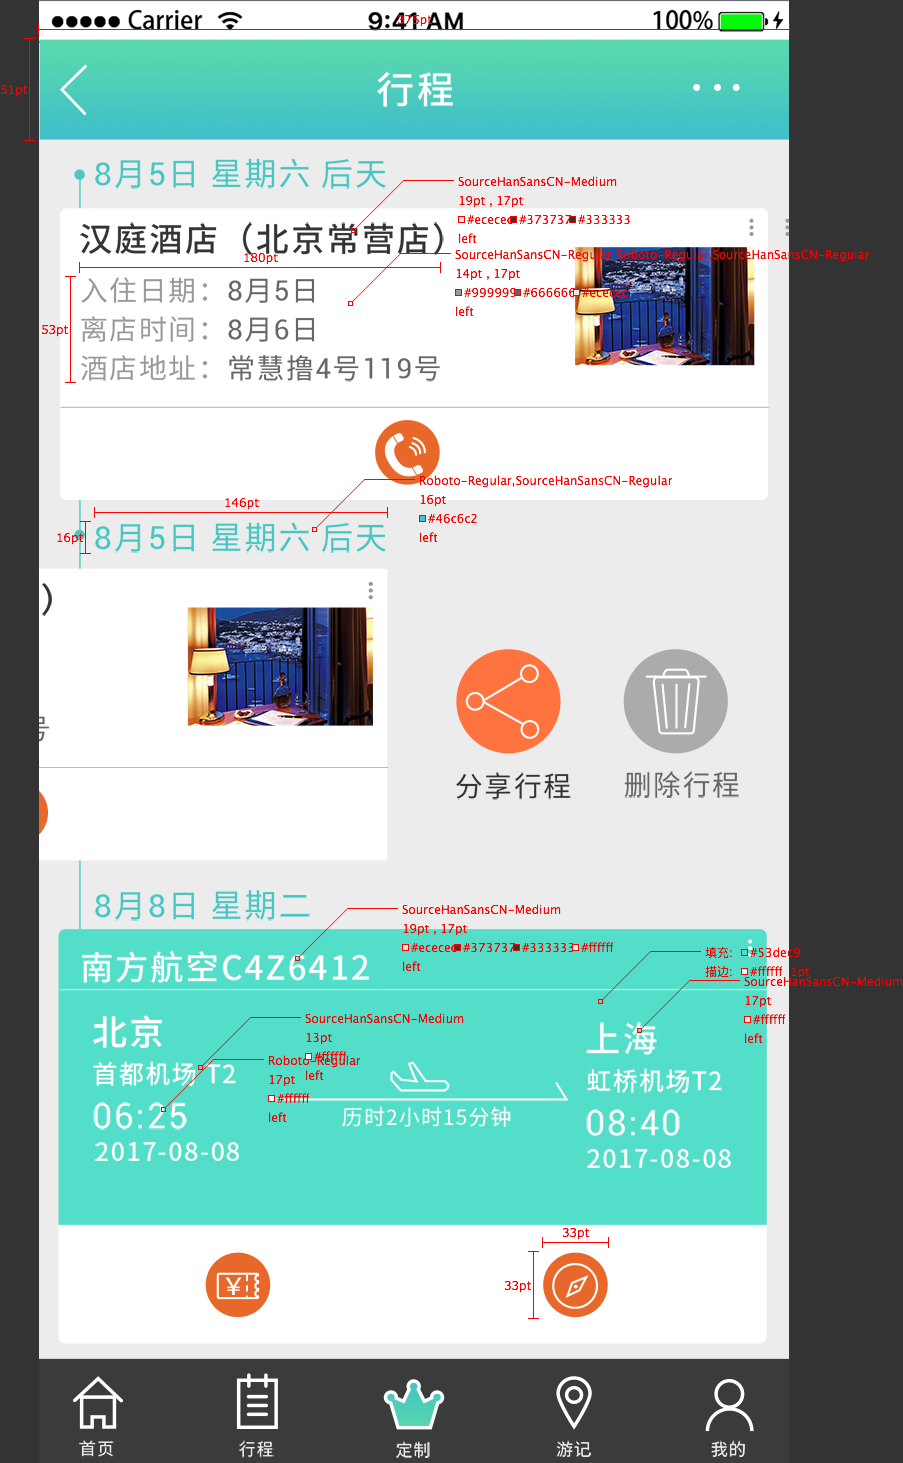 Carrier 9:41 AM 100%
375pt
51pt
行程
8月5日 星期六 后天
SourceHanSansCN-Medium
19pt , 17pt
#ececec #373737 #333333
left
汉庭酒店（北京常营店）
180pt
SourceHanSansCN-Regular,Roboto-Regular,SourceHanSansCN-Regular
14pt , 17pt
#999999 #666666 #ececec
left
53pt
入住日期：8月5日
离店时间：8月6日
酒店地址：常慧撸4号119号
Roboto-Regular,SourceHanSansCN-Regular
16pt
#46c6c2
left
146pt
16pt
8月5日 星期六 后天
）
号
分享行程
删除行程
8月8日 星期二
SourceHanSansCN-Medium
19pt , 17pt
#ececec #373737 #333333 #ffffff
left
填充: #53dec9
描边: #ffffff 1pt
南方航空C4Z6412
SourceHanSansCN-Medium
17pt
#ffffff
left
北京
首都机场 T2
06:25
2017-08-08
SourceHanSansCN-Medium
13pt
#ffffff
left
Roboto-Regular
17pt
#ffffff
left
历时2小时15分钟
上海
虹桥机场T2
08:40
2017-08-08
33pt
33pt
首页
行程
定制
游记
我的